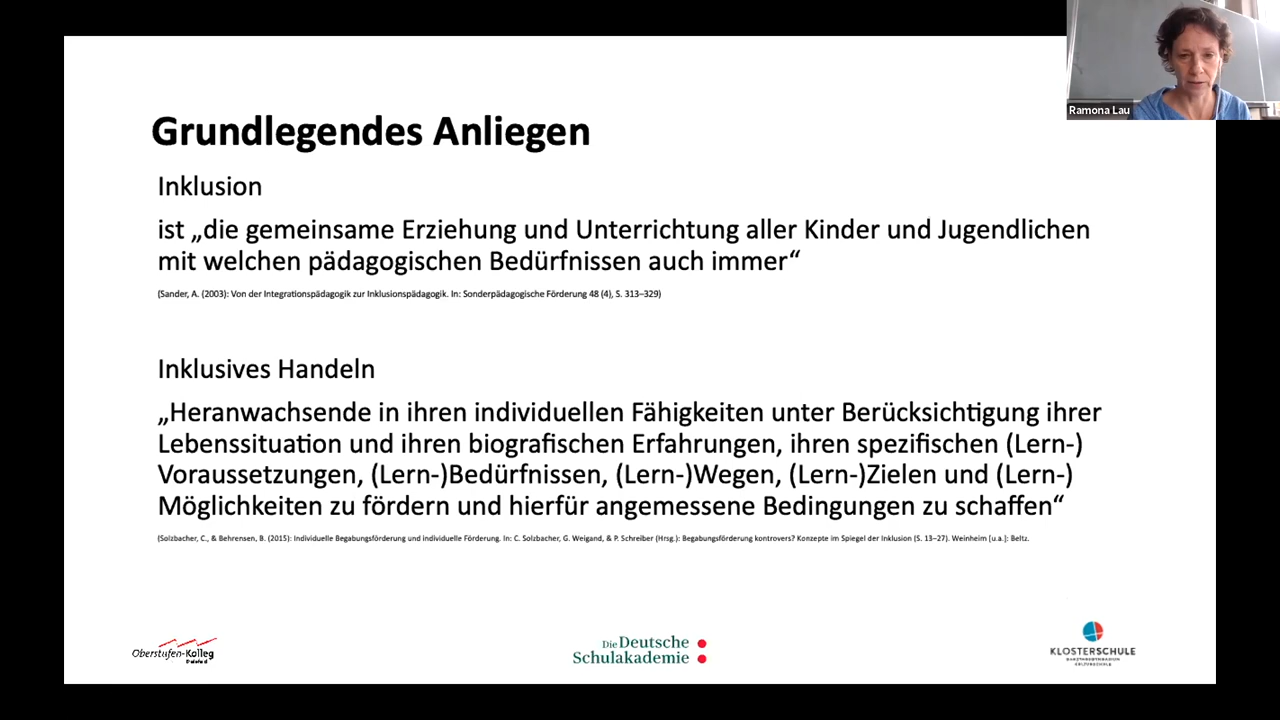 Ramona Lau
Grundlegendes Anliegen
Inklusion
ist „die gemeinsame Erziehung und Unterrichtung aller Kinder und Jugendlichen
mit welchen pädagogischen Bedürfnissen auch immer“
(Sander, A. (2003): Von der Integrationspädagogik zur Inklusionspädagogik. In: Sonderpädagogische Förderung 48 (4), S. 313–329)
Inklusives Handeln
„Heranwachsende in ihren individuellen Fähigkeiten unter Berücksichtigung ihrer
Lebenssituation und ihren biografischen Erfahrungen, ihren spezifischen (Lern-)
Voraussetzungen, (Lern-)Bedürfnissen, (Lern-)Wegen, (Lern-)Zielen und (Lern-)
Möglichkeiten zu fördern und hierfür angemessene Bedingungen zu schaffen“
(Solzbacher, C., & Behrensen, B. (2015): Individuelle Begabungsförderung und individuelle Förderung. In: C. Solzbacher, G. Weigand, & P. Schreiber (Hrsg.): Begabungsförderung kontrovers? Konzepte im Spiegel der Inklusion (S. 13–27). Weinheim [u.a.]: Beltz.
Oberstufen-Kolleg
Bielefeld
Die Deutsche
Schulakademie
KLOSTERSCHULE
GANZTAGSGYMNASIUM
KULTURSCHULE